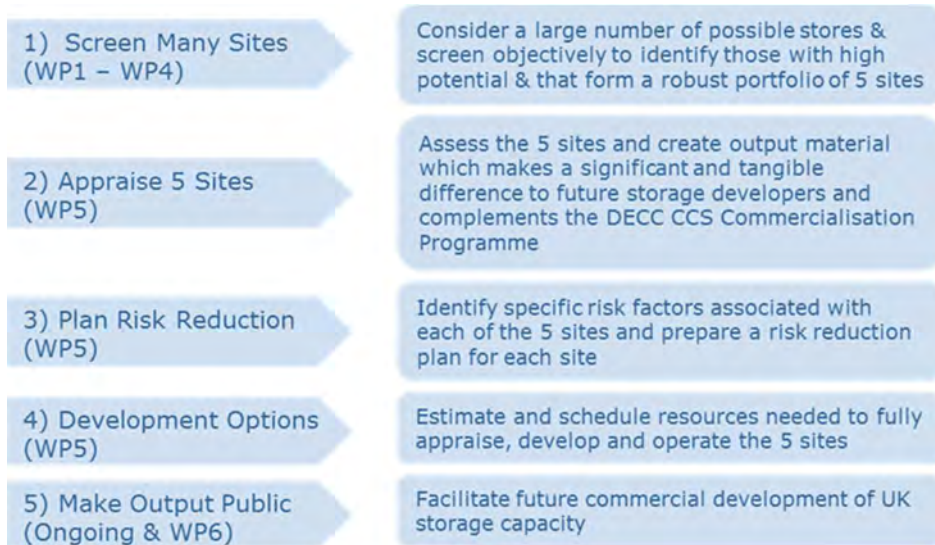 1) Screen Many Sites
(WP1 – WP4)
Consider a large number of possible stores &
screen objectively to identify those with high
potential & that form a robust portfolio of 5 sites
2) Appraise 5 Sites
(WP5)
Assess the 5 sites and create output material
which makes a significant and tangible
difference to future storage developers and
complements the DECC CCS Commercialisation
Programme
3) Plan Risk Reduction
(WP5)
Identify specific risk factors associated with
each of the 5 sites and prepare a risk reduction
plan for each site
4) Development Options
(WP5)
Estimate and schedule resources needed to fully
appraise, develop and operate the 5 sites
5) Make Output Public
(Ongoing & WP6)
Facilitate future commercial development of UK
storage capacity